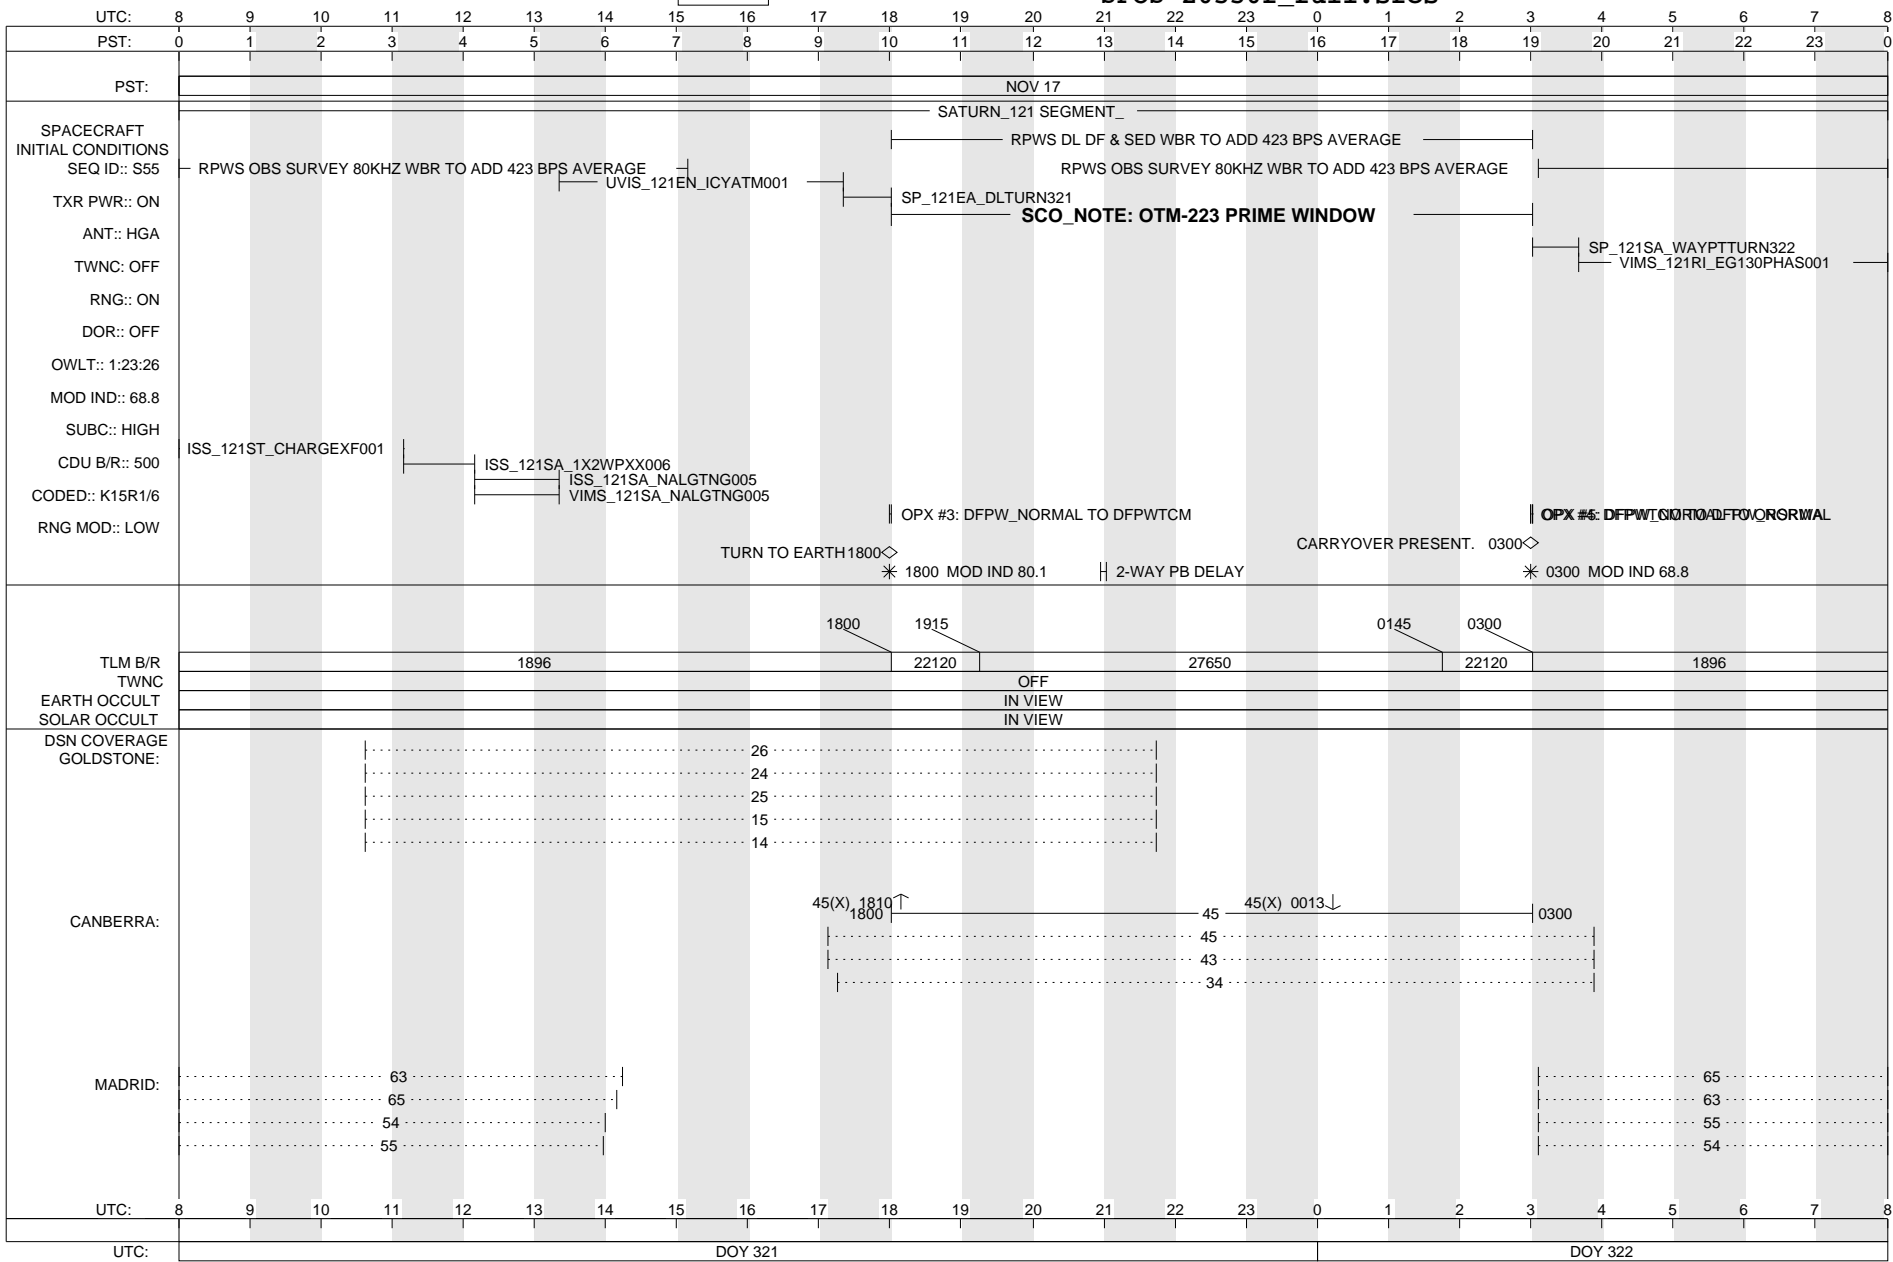 UTC: 8 9 10 11 12 13 14 15 16 17 18 19 20 21 22 23 0 1 2 3 4 5 6 7 8
PST: 0 1 2 3 4 5 6 7 8 9 10 11 12 13 14 15 16 17 18 19 20 21 22 23 0
PST: NOV 17
SATURN_121 SEGMENT_
SPACECRAFT
INITIAL CONDITIONS
RPWS DL DF & SED WBR TO ADD 423 BPS AVERAGE
SEQ ID:: S55
RPWS OBS SURVEY 80KHZ WBR TO ADD 423 BPS AVERAGE
RPWS OBS SURVEY 80KHZ WBR TO ADD 423 BPS AVERAGE
UVIS_121EN_ICYATM001
TXR PWR:: ON
SP_121EA_DLTURN321
SCO_NOTE: OTM-223 PRIME WINDOW
ANT:: HGA
SP_121SA_WAYPTTURN322
TWNC: OFF
VIMS_121RI_EG130PHAS001
RNG:: ON
DOR:: OFF
OWLT:: 1:23:26
MOD IND:: 68.8
SUBC:: HIGH
ISS_121ST_CHARGEXF001
CDU B/R:: 500
ISS_121SA_1X2WPXX006
ISS_121SA_NALGTNG005
CODED:: K15R1/6
VIMS_121SA_NALGTNG005
RNG MOD:: LOW
OPX #3: DFPW_NORMAL TO DFPWTCM
TURN TO EARTH 1800
CARRYOVER PRESENT. 0300
1800 MOD IND 80.1
2-WAY PB DELAY
0300 MOD IND 68.8
1800 1915 0145 0300
TLM B/R 1896 22120 27650 22120 1896
TWNC OFF
EARTH OCCULT IN VIEW
SOLAR OCCULT IN VIEW
DSN COVERAGE
GOLDSTONE:
26
24
25
15
14
CANBERRA:
45(X) 1810 45(X) 0013
1800 45 0300
45
43
34
MADRID:
63 65
65 63
54 55
55 54
UTC: 8 9 10 11 12 13 14 15 16 17 18 19 20 21 22 23 0 1 2 3 4 5 6 7 8
UTC: DOY 321 DOY 322